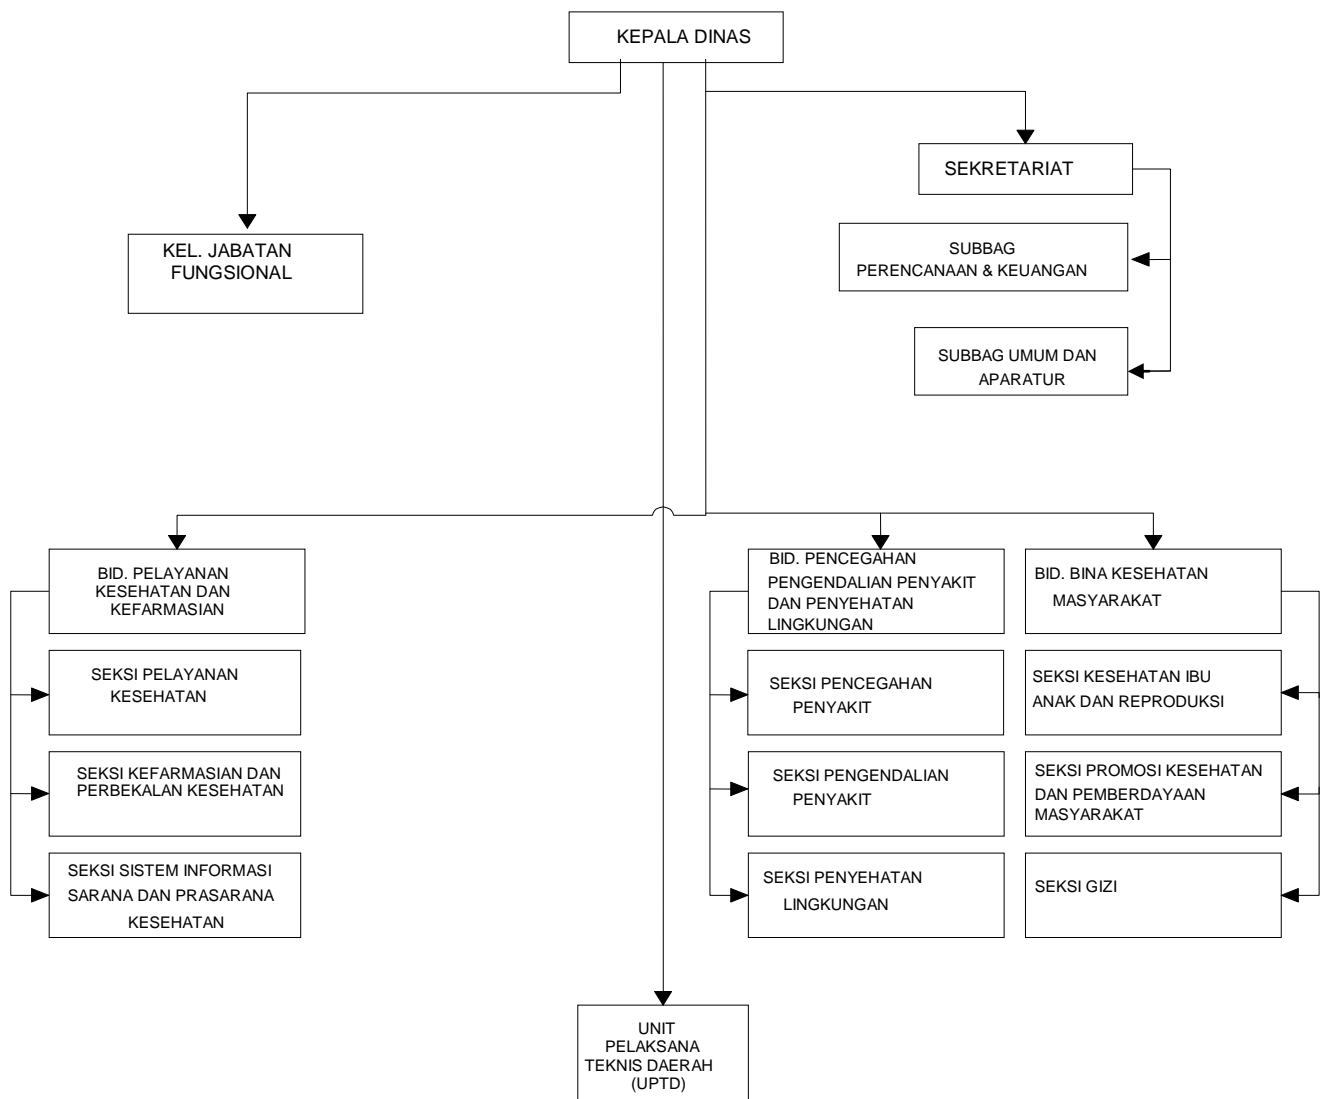 KEPALA DINAS
SEKRETARIAT
KEL. JABATAN
FUNGSIONAL
SUBBAG
PERENCANAAN & KEUANGAN
SUBBAG UMUM DAN
APARATUR
BID. PELAYANAN
KESEHATAN DAN
KEFARMASIAN
SEKSI PELAYANAN
KESEHATAN
SEKSI KEFARMASIAN DAN
PERBEKALAN KESEHATAN
SEKSI SISTEM INFORMASI
SARANA DAN PRASARANA
KESEHATAN
BID. PENCEGAHAN
PENGENDALIAN PENYAKIT
DAN PENYEHATAN
LINGKUNGAN
SEKSI PENCEGAHAN
PENYAKIT
SEKSI PENGENDALIAN
PENYAKIT
SEKSI PENYEHATAN
LINGKUNGAN
BID. BINA KESEHATAN
MASYARAKAT
SEKSI KESEHATAN IBU
ANAK DAN REPRODUKSI
SEKSI PROMOSI KESEHATAN
DAN PEMBERDAYAAN
MASYARAKAT
SEKSI GIZI
UNIT
PELAKSANA
TEKNIS DAERAH
(UPTD)